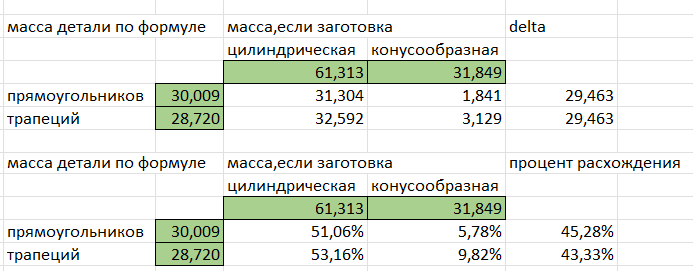 масса детали по формуле масса,если заготовка delta
цилиндрическая конусообразная
61,313 31,849
прямоугольников 30,009 31,304 1,841 29,463
трапеций 28,720 32,592 3,129 29,463
масса детали по формуле масса,если заготовка процент расхождения
цилиндрическая конусообразная
61,313 31,849
прямоугольников 30,009 51,06% 5,78% 45,28%
трапеций 28,720 53,16% 9,82% 43,33%